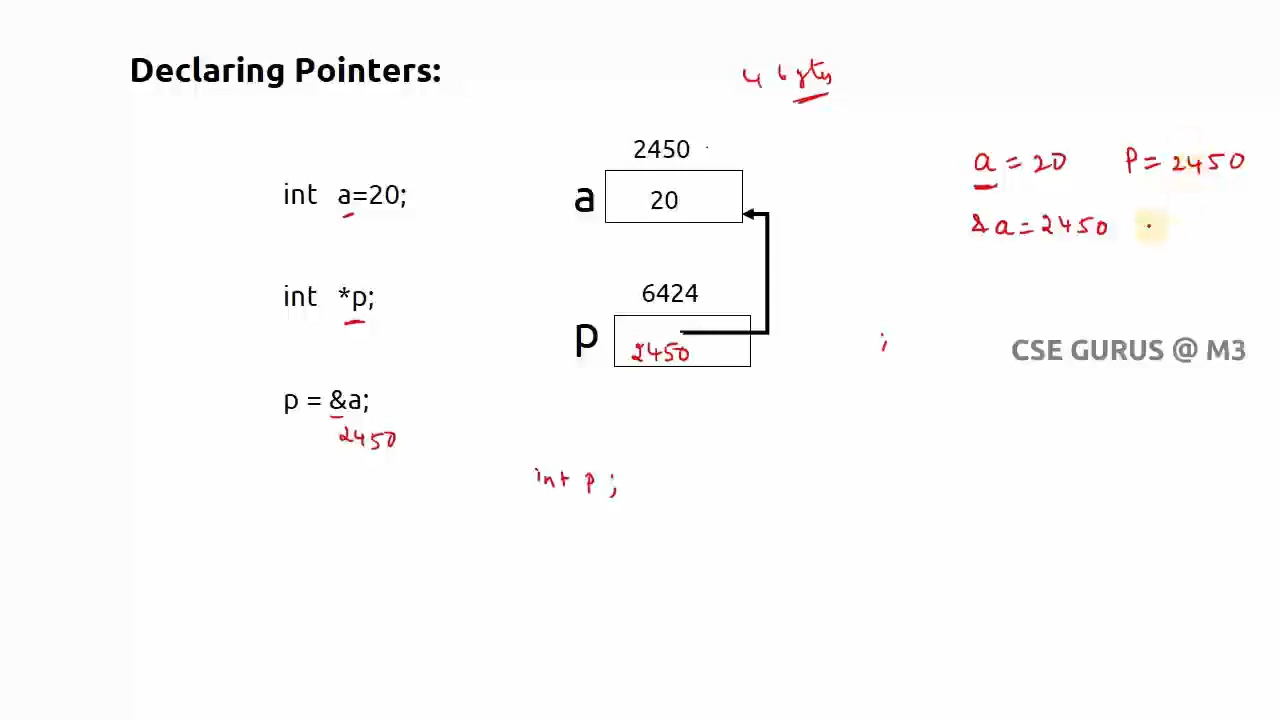 Declaring Pointers:
4 bytes
2450
a = 20 P = 2450
int a=20;
a
20
&a = 2450
int *p;
6424
p
2450
;
CSE GURUS @ M3
p = &a;
2450
int p ;